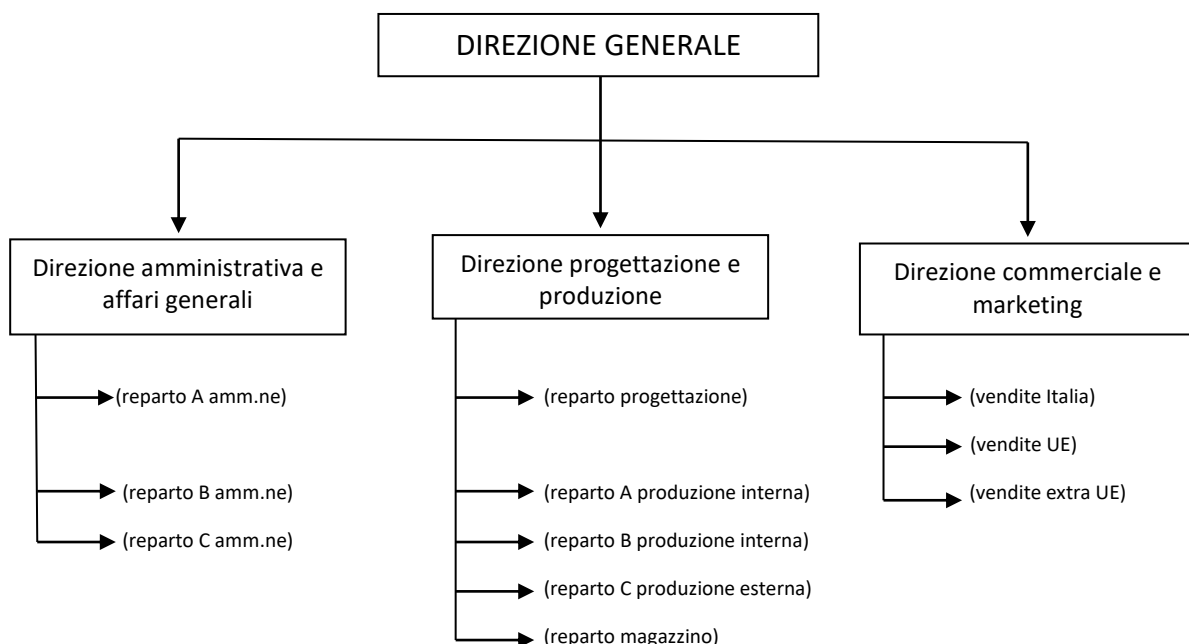 DIREZIONE GENERALE
Direzione amministrativa e
affari generali
(reparto A amm.ne)
(reparto B amm.ne)
(reparto C amm.ne)
Direzione progettazione e
produzione
(reparto progettazione)
(reparto A produzione interna)
(reparto B produzione interna)
(reparto C produzione esterna)
(reparto magazzino)
Direzione commerciale e
marketing
(vendite Italia)
(vendite UE)
(vendite extra UE)